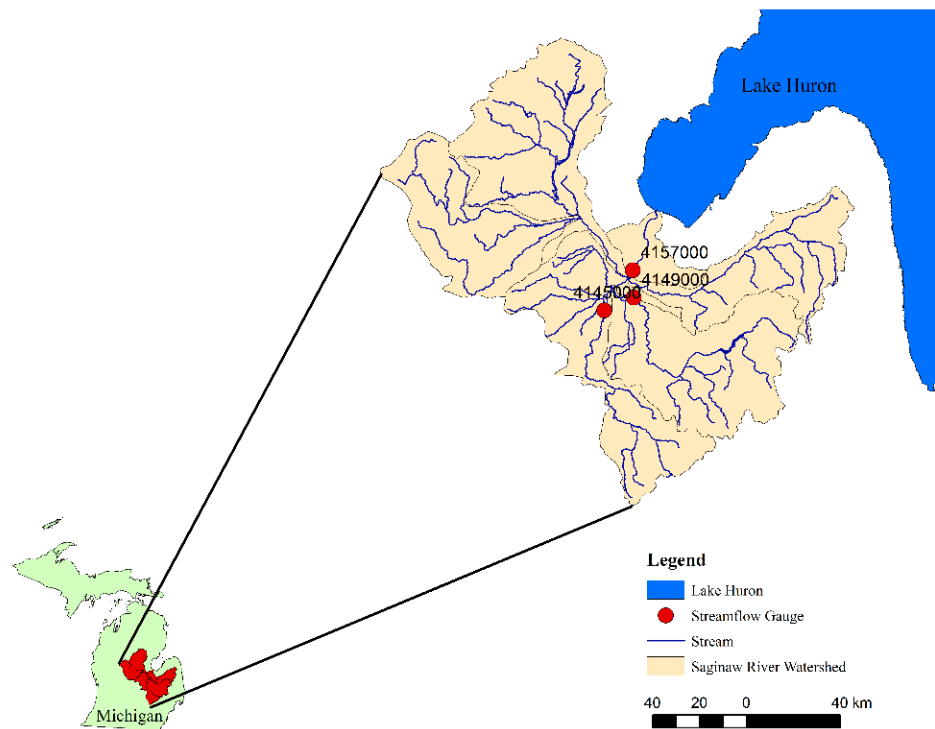 Lake Huron
4157000
4149000
4145000
Legend
Lake Huron
Streamflow Gauge
Stream
Saginaw River Watershed
Michigan
40 20 0 40 km